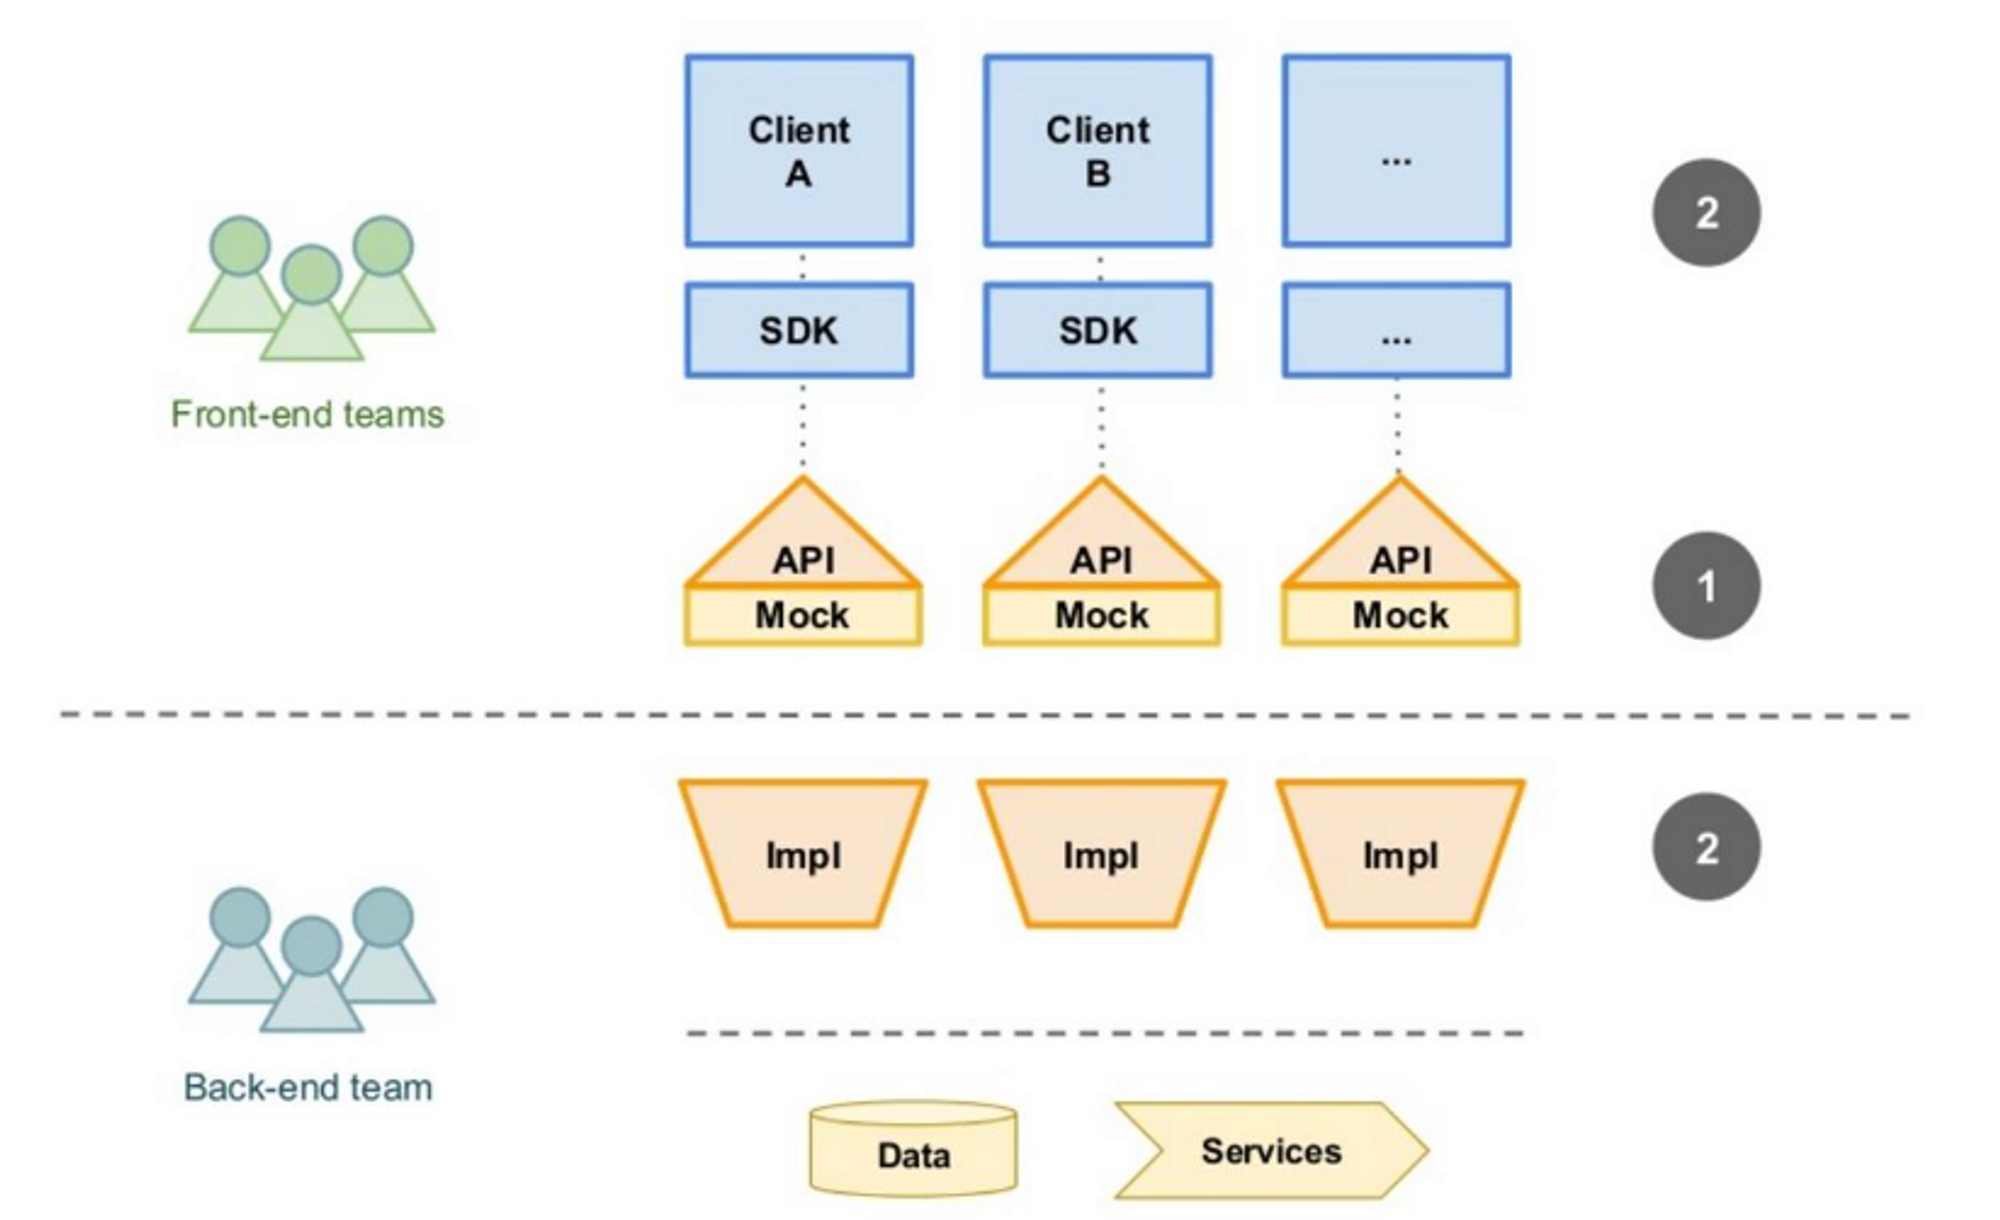 Client
A
Client
B
...
2
SDK
SDK
...
Front-end teams
API
API
API
1
Mock
Mock
Mock
Impl
Impl
Impl
2
Back-end team
Data
Services